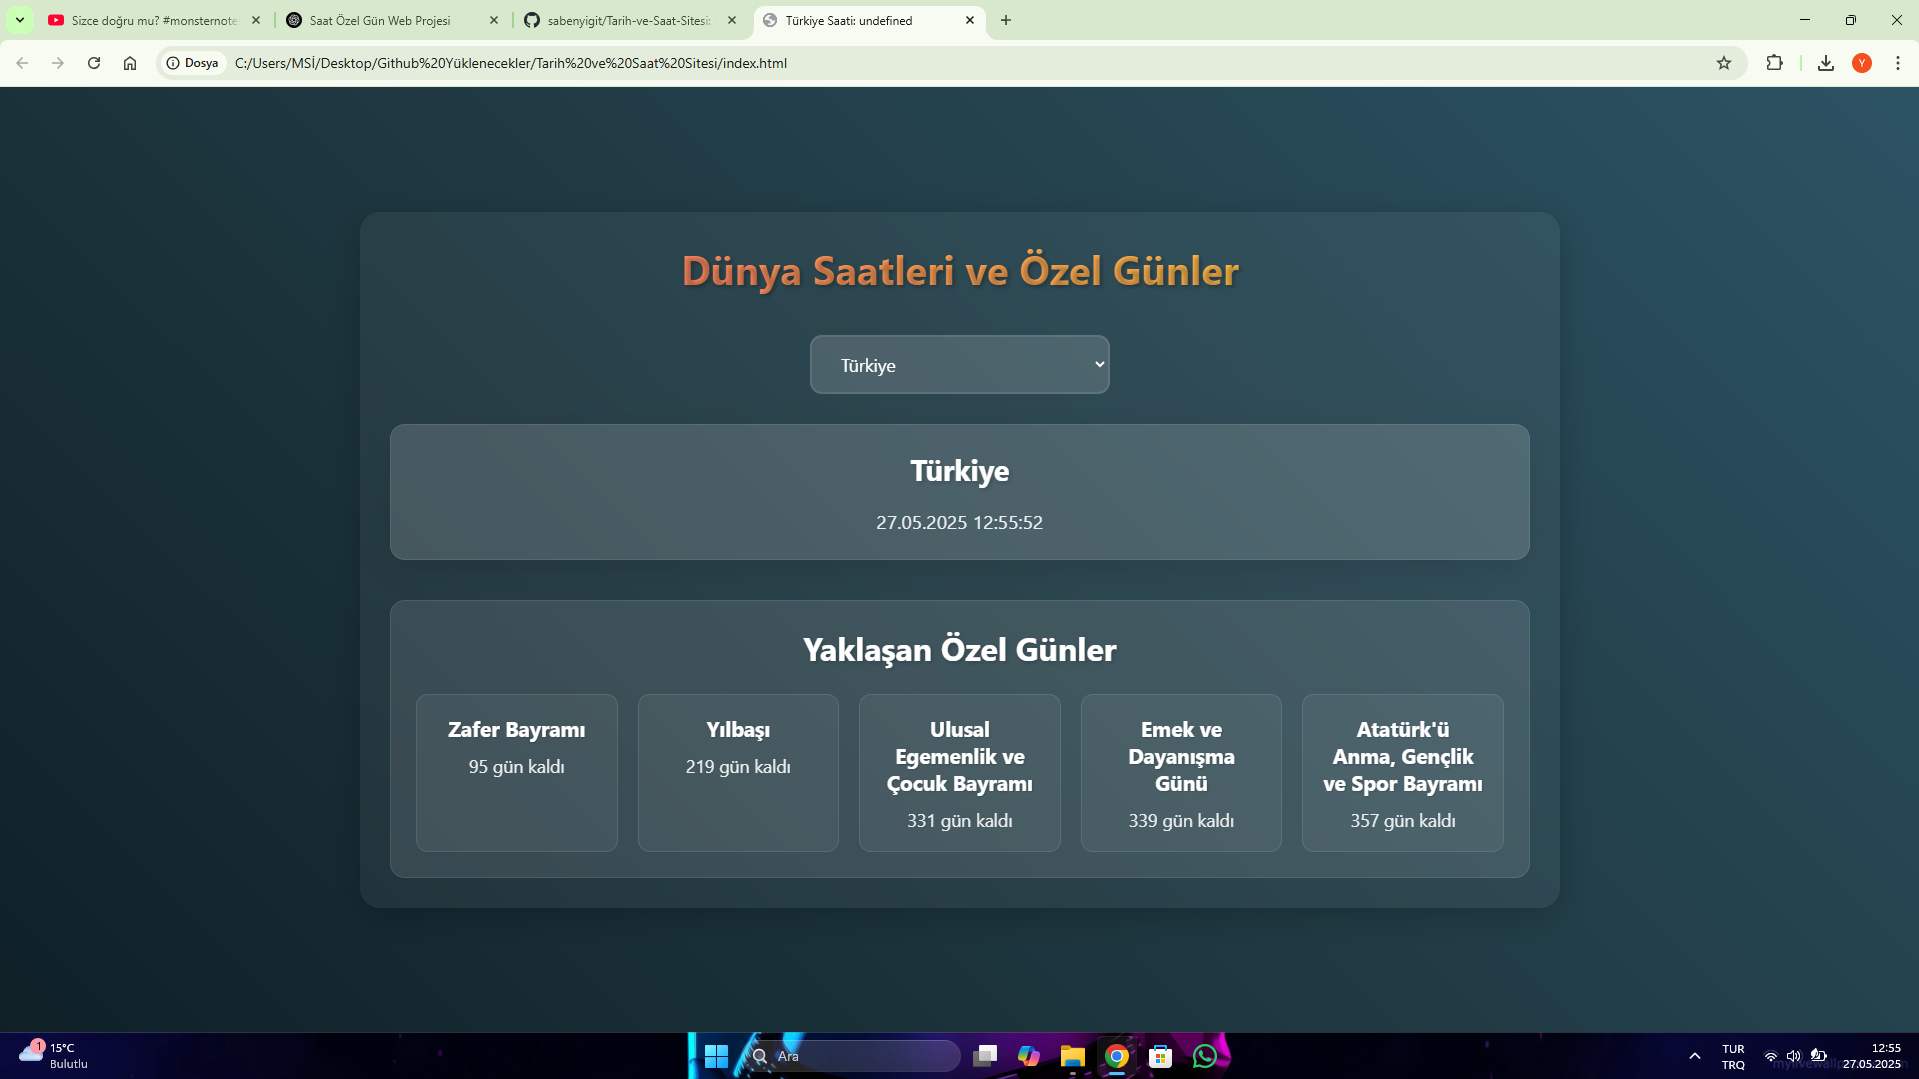 Sizce doğru mu? #monsternote
Saat Özel Gün Web Projesi
sabenyigit/Tarih-ve-Saat-Sitesi:
Türkiye Saati: undefined
Dosya
C:/Users/MSİ/Desktop/Github%20Yüklenecekler/Tarih%20ve%20Saat%20Sitesi/index.html
Y
Dünya Saatleri ve Özel Günler
Türkiye
Türkiye
27.05.2025 12:55:52
Yaklaşan Özel Günler
Zafer Bayramı
95 gün kaldı
Yılbaşı
219 gün kaldı
Ulusal
Egemenlik ve
Çocuk Bayramı
331 gün kaldı
Emek ve
Dayanışma
Günü
339 gün kaldı
Atatürk'ü
Anma, Gençlik
ve Spor Bayramı
357 gün kaldı
1
15°C
Bulutlu
Ara
TUR
TRQ
12:55
27.05.2025